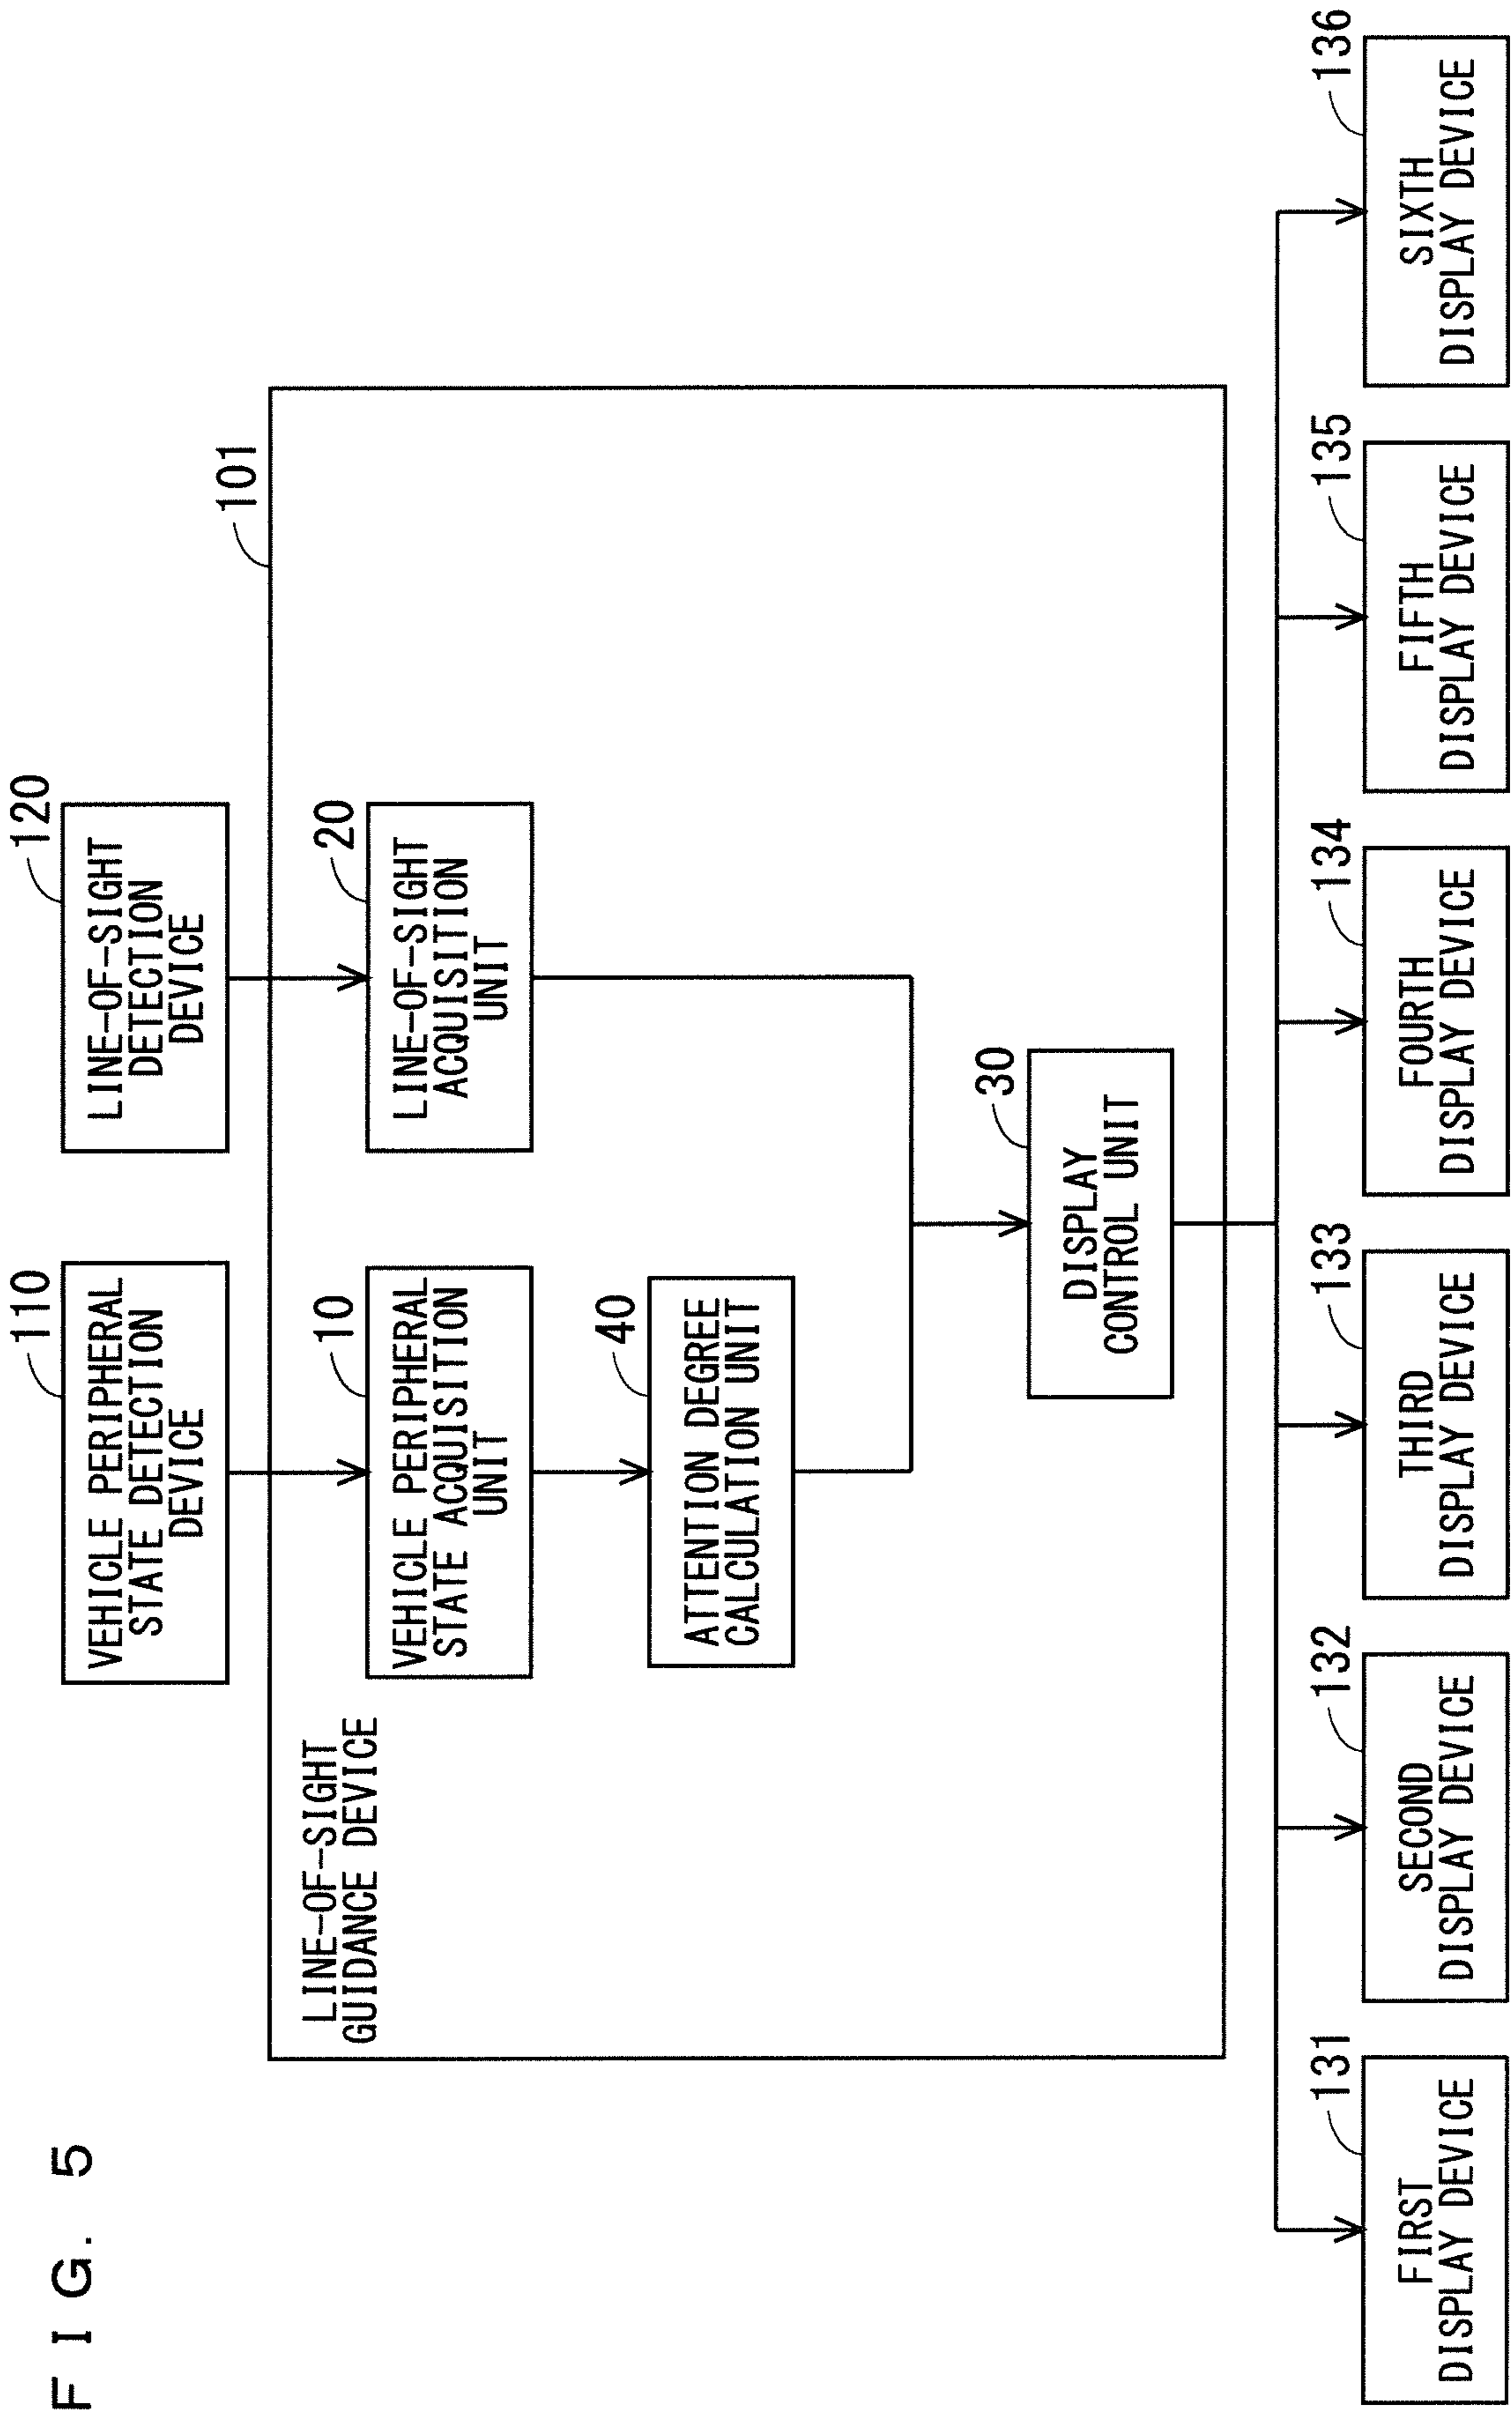 F I G. 5
110
VEHICLE PERIPHERAL
STATE DETECTION
DEVICE
120
LINE-OF-SIGHT
DETECTION
DEVICE
101
LINE-OF-SIGHT
GUIDANCE DEVICE
10
VEHICLE PERIPHERAL
STATE ACQUISITION
UNIT
20
LINE-OF-SIGHT
ACQUISITION
UNIT
40
ATTENTION DEGREE
CALCULATION UNIT
30
DISPLAY
CONTROL UNIT
131
FIRST
DISPLAY DEVICE
132
SECOND
DISPLAY DEVICE
133
THIRD
DISPLAY DEVICE
134
FOURTH
DISPLAY DEVICE
135
FIFTH
DISPLAY DEVICE
136
SIXTH
DISPLAY DEVICE